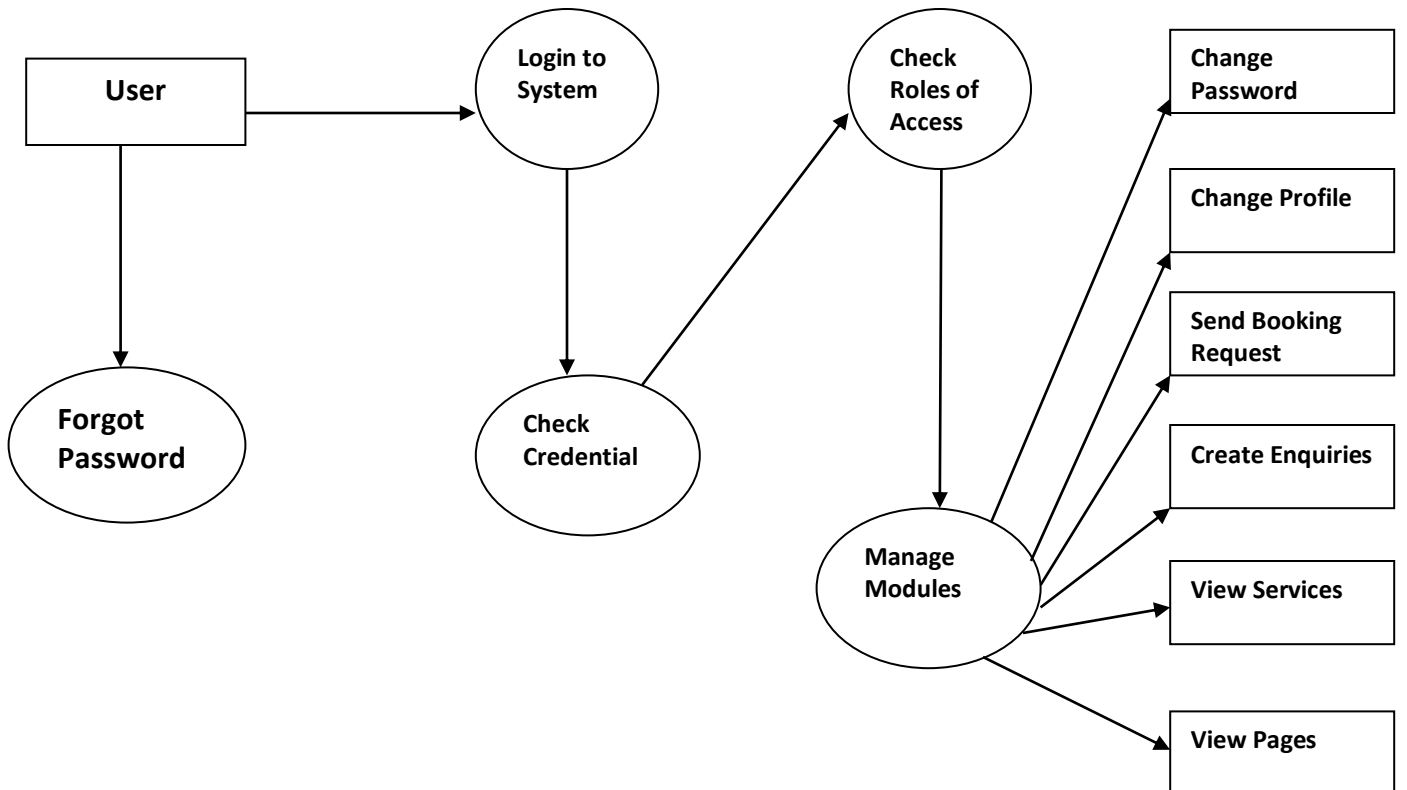 User
Login to
System
Check
Roles of
Access
Change
Password
Change Profile
Send Booking
Request
Forgot
Password
Check
Credential
Create Enquiries
Manage
Modules
View Services
View Pages